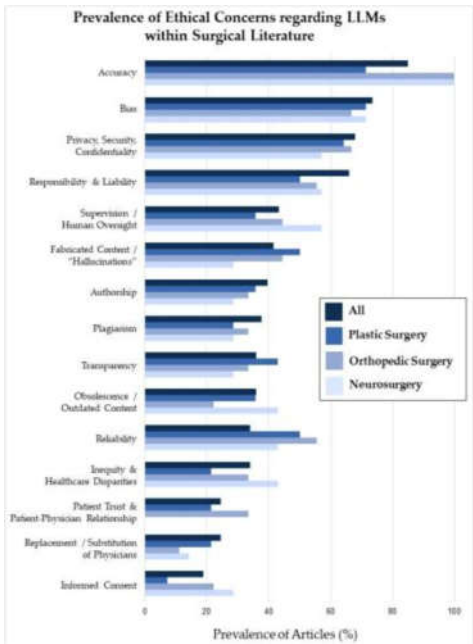 Prevalence of Ethical Concerns regarding LLMs
within Surgical Literature
Accuracy
Bias
Privacy, Security,
Confidentiality
Responsibility & Liability
Supervision /
Human Oversight
Fabricated Content /
"Hallucinations"
Authorship
Plagiarism
Transparency
Obsolescence /
Outdated Content
Reliability
Inequity &
Healthcare Disparities
Patient Trust &
Patient-Physician Relationship
Replacement / Substitution
of Physicians
Informed Consent
All
Plastic Surgery
Orthopedic Surgery
Neurosurgery
0 20 40 60 80 100
Prevalence of Articles (%)